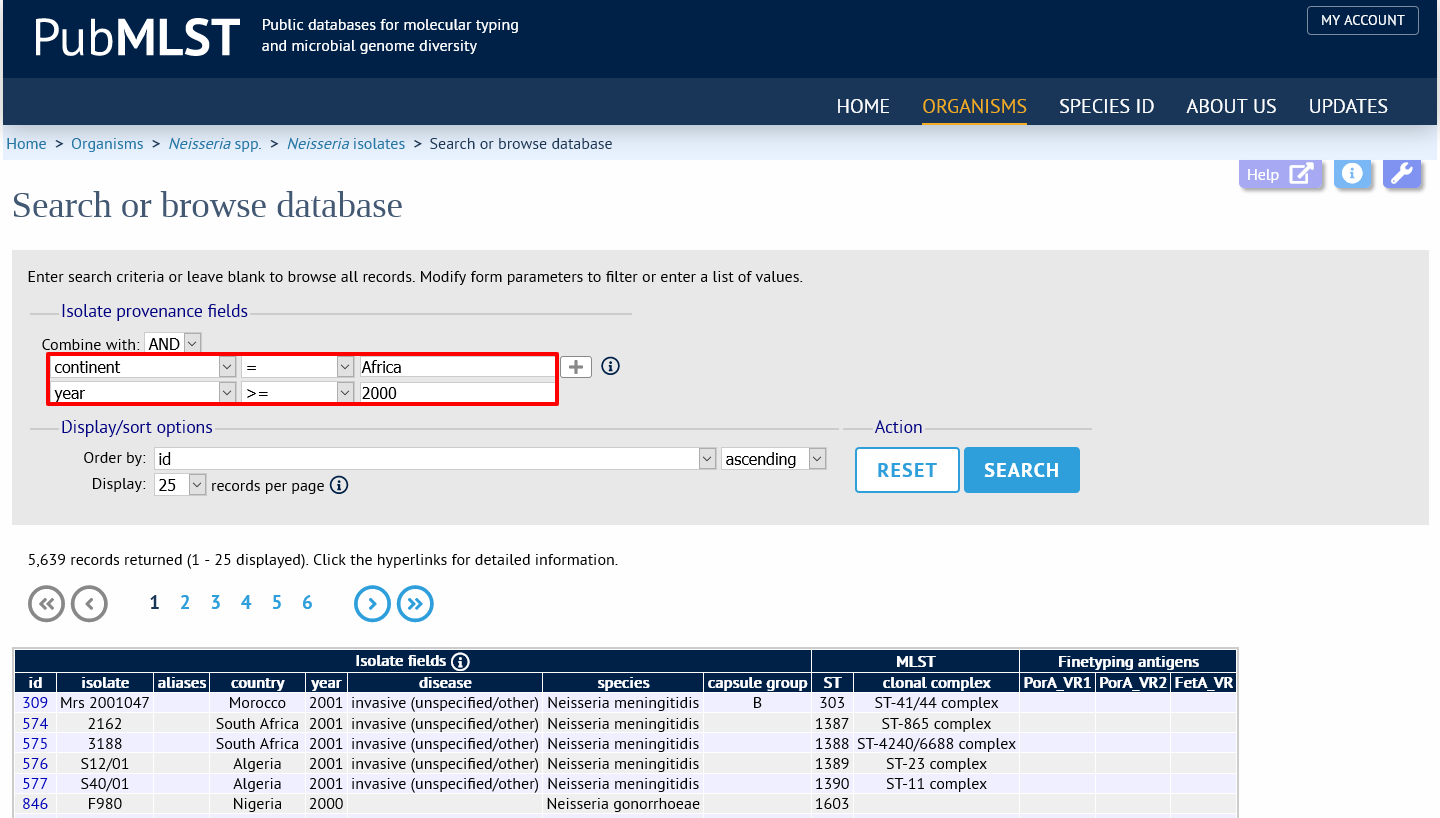 PubMLST
Public databases for molecular typing
and microbial genome diversity
MY ACCOUNT
HOME ORGANISMS SPECIES ID ABOUT US UPDATES
Home > Organisms > Neisseria spp. > Neisseria isolates > Search or browse database
Help
Search or browse database
Enter search criteria or leave blank to browse all records. Modify form parameters to filter or enter a list of values.
Isolate provenance fields
Combine with: AND
continent = Africa
year >= 2000
Display/sort options
Action
Order by: id ascending
Display: 25 records per page
RESET SEARCH
5,639 records returned (1 - 25 displayed). Click the hyperlinks for detailed information.
1 2 3 4 5 6
Isolate fields MLST Finetyping antigens
id isolate aliases country year disease species capsule group ST clonal complex PorA_VR1 PorA_VR2 FetA_VR
309 Mrs 2001047 Morocco 2001 invasive (unspecified/other) Neisseria meningitidis B 303 ST-41/44 complex
574 2162 South Africa 2001 invasive (unspecified/other) Neisseria meningitidis 1387 ST-865 complex
575 3188 South Africa 2001 invasive (unspecified/other) Neisseria meningitidis 1388 ST-4240/6688 complex
576 S12/01 Algeria 2001 invasive (unspecified/other) Neisseria meningitidis 1389 ST-23 complex
577 S40/01 Algeria 2001 invasive (unspecified/other) Neisseria meningitidis 1390 ST-11 complex
846 F980 Nigeria 2000 Neisseria gonorrhoeae 1603